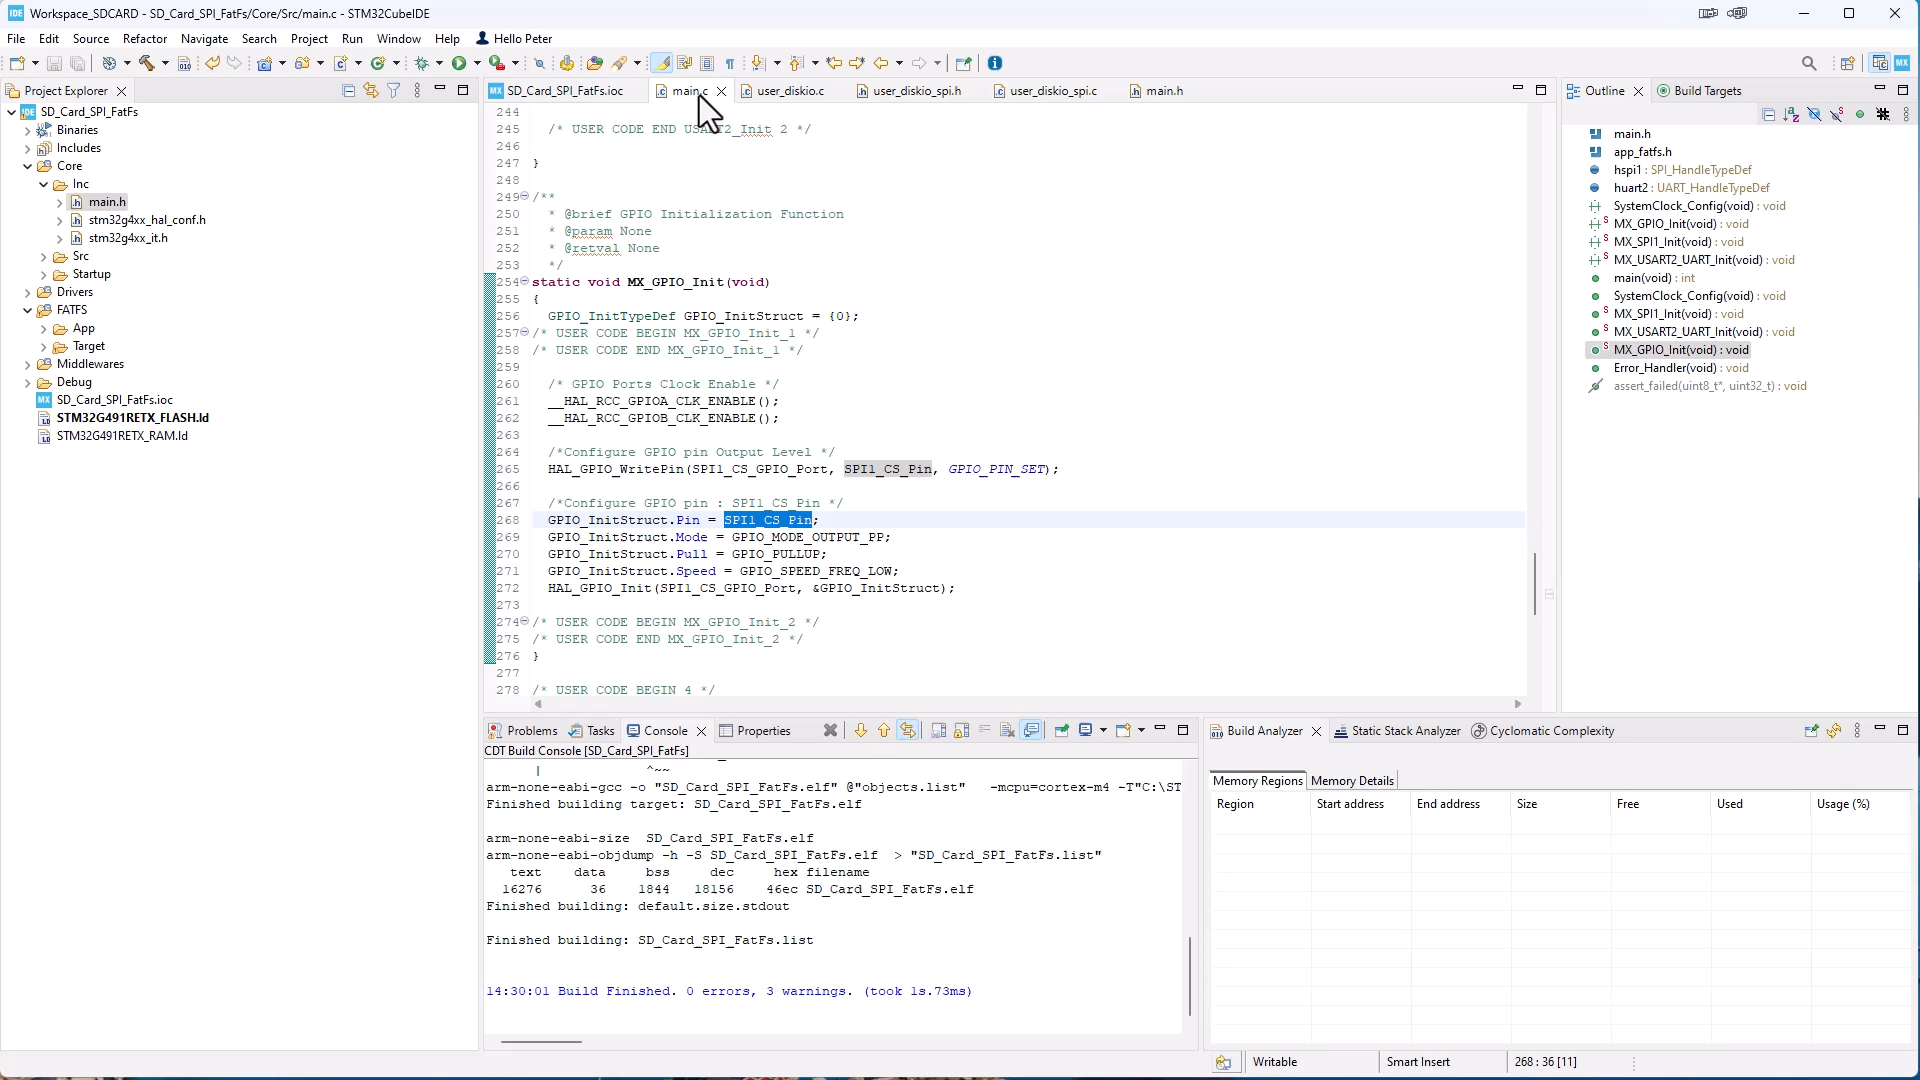 Workspace_SDCARD - SD_Card_SPI_FatFs/Core/Src/main.c - STM32CubeIDE
File Edit Source Refactor Navigate Search Project Run Window Help Hello Peter
Project Explorer
SD_Card_SPI_FatFs
Binaries
Includes
Core
Inc
main.h
stm32g4xx_hal_conf.h
stm32g4xx_it.h
Src
Startup
Drivers
FATFS
App
Target
Middlewares
Debug
SD_Card_SPI_FatFs.ioc
STM32G491RETX_FLASH.ld
STM32G491RETX_RAM.ld
SD_Card_SPI_FatFs.ioc main.c user_diskio.c user_diskio_spi.h user_diskio_spi.c main.h
244
245 /* USER CODE END USART2_Init 2 */
246
247 }
248
249 /**
250 * @brief GPIO Initialization Function
251 * @param None
252 * @retval None
253 */
254 static void MX_GPIO_Init(void)
255 {
256 GPIO_InitTypeDef GPIO_InitStruct = {0};
257 /* USER CODE BEGIN MX_GPIO_Init_1 */
258 /* USER CODE END MX_GPIO_Init_1 */
259
260 /* GPIO Ports Clock Enable */
261 __HAL_RCC_GPIOA_CLK_ENABLE();
262 __HAL_RCC_GPIOB_CLK_ENABLE();
263
264 /*Configure GPIO pin Output Level */
265 HAL_GPIO_WritePin(SPI1_CS_GPIO_Port, SPI1_CS_Pin, GPIO_PIN_SET);
266
267 /*Configure GPIO pin : SPI1_CS_Pin */
268 GPIO_InitStruct.Pin = SPI1_CS_Pin;
269 GPIO_InitStruct.Mode = GPIO_MODE_OUTPUT_PP;
270 GPIO_InitStruct.Pull = GPIO_PULLUP;
271 GPIO_InitStruct.Speed = GPIO_SPEED_FREQ_LOW;
272 HAL_GPIO_Init(SPI1_CS_GPIO_Port, &GPIO_InitStruct);
273
274 /* USER CODE BEGIN MX_GPIO_Init_2 */
275 /* USER CODE END MX_GPIO_Init_2 */
276 }
277
278 /* USER CODE BEGIN 4 */
Outline Build Targets
main.h
app_fatfs.h
hspi1 : SPI_HandleTypeDef
huart2 : UART_HandleTypeDef
SystemClock_Config(void) : void
MX_GPIO_Init(void) : void
MX_SPI1_Init(void) : void
MX_USART2_UART_Init(void) : void
main(void) : int
SystemClock_Config(void) : void
MX_SPI1_Init(void) : void
MX_USART2_UART_Init(void) : void
MX_GPIO_Init(void) : void
Error_Handler(void) : void
assert_failed(uint8_t*, uint32_t) : void
Problems Tasks Console Properties
CDT Build Console [SD_Card_SPI_FatFs]
| ^~~
arm-none-eabi-gcc -o "SD_Card_SPI_FatFs.elf" @"objects.list" -mcpu=cortex-m4 -T"C:\ST
Finished building target: SD_Card_SPI_FatFs.elf
arm-none-eabi-size SD_Card_SPI_FatFs.elf
arm-none-eabi-objdump -h -S SD_Card_SPI_FatFs.elf > "SD_Card_SPI_FatFs.list"
text data bss dec hex filename
16276 36 1844 18156 46ec SD_Card_SPI_FatFs.elf
Finished building: default.size.stdout
Finished building: SD_Card_SPI_FatFs.list
14:30:01 Build Finished. 0 errors, 3 warnings. (took 1s.73ms)
Build Analyzer Static Stack Analyzer Cyclomatic Complexity
Memory Regions Memory Details
Region Start address End address Size Free Used Usage (%)
Writable Smart Insert 268 : 36 [11]